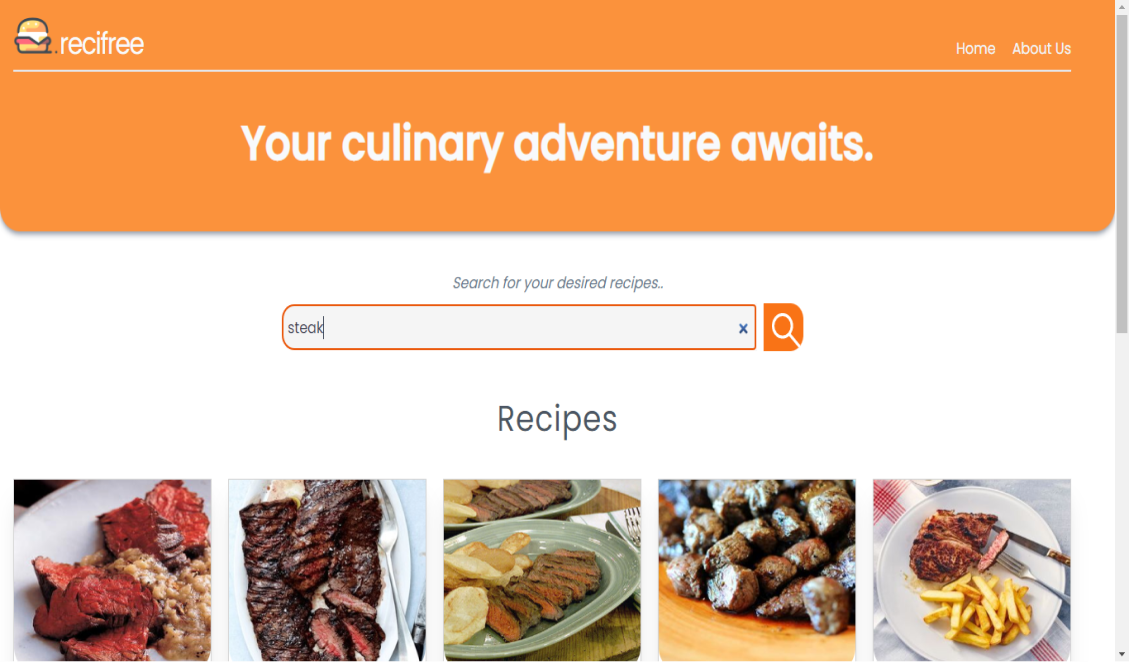 .recifree
Home
About Us
Your culinary adventure awaits.
Search for your desired recipes..
steak
x
Recipes